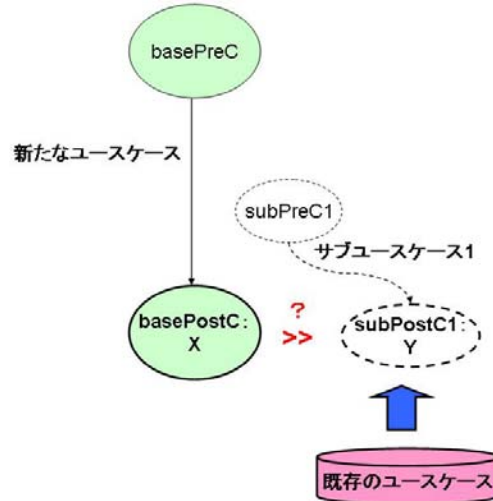 basePreC
新たなユースケース
subPreC1
サブユースケース1
basePostC:
X
?
>>
subPostC1:
Y
既存のユースケース